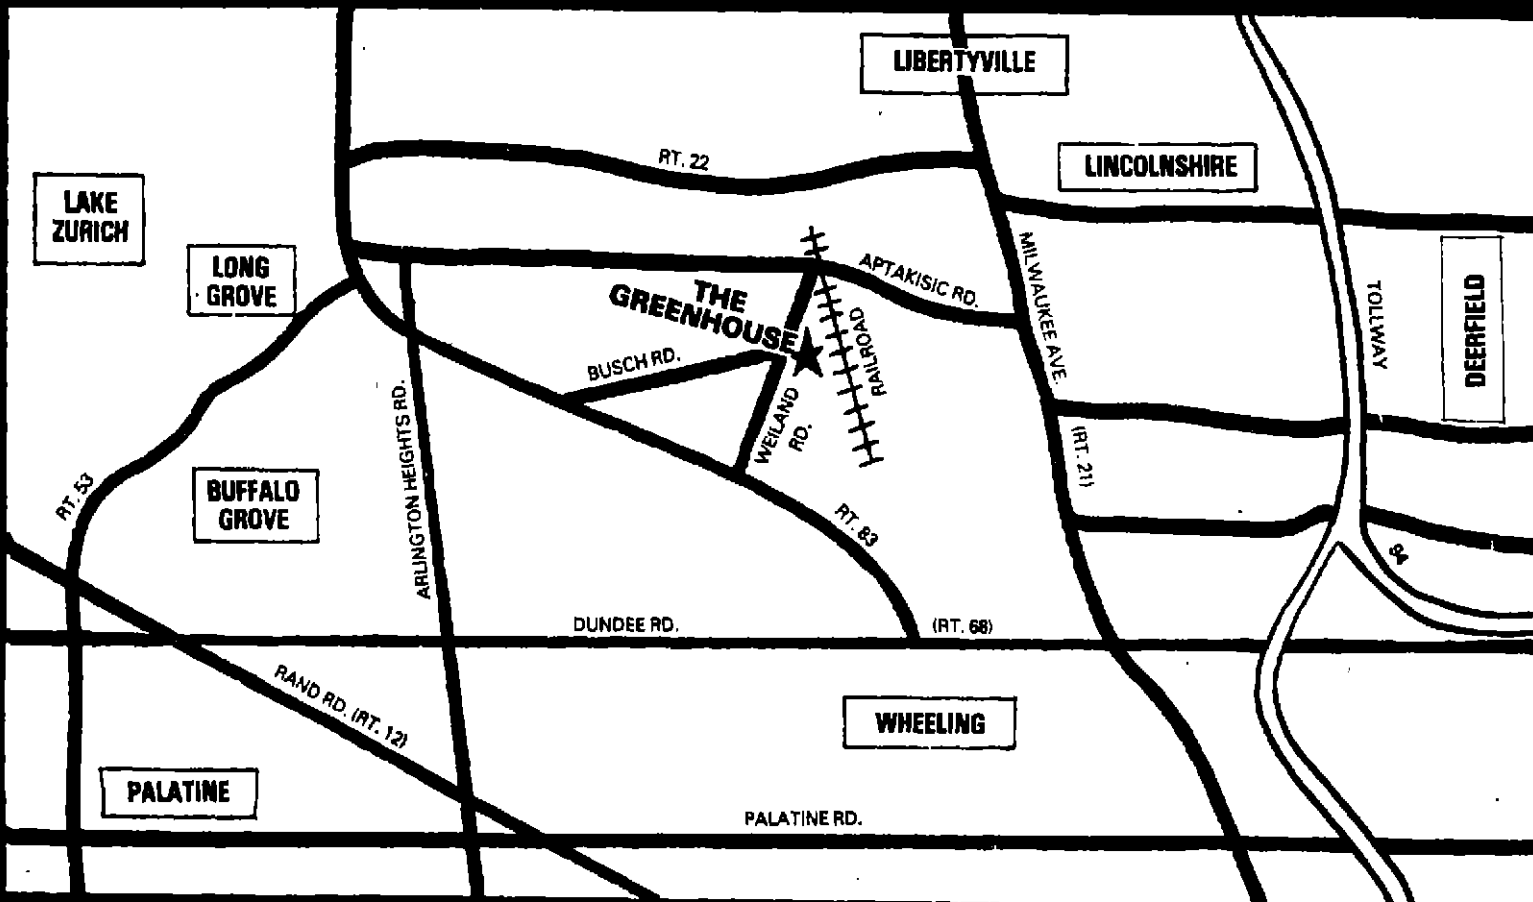 LIBERTYVILLE
RT. 22
LINCOLNSHIRE
LAKE
ZURICH
LONG
GROVE
THE
GREENHOUSE
APTAKISIC RD.
MILWAUKEE AVE.
TOLLWAY
DEERFIELD
RAILROAD
BUSCH RD.
WEILAND
RD.
ARLINGTON HEIGHTS RD.
(RT. 21)
RT. 53
BUFFALO
GROVE
RT. 83
94
DUNDEE RD.
(RT. 68)
RAND RD. (RT. 12)
WHEELING
PALATINE
PALATINE RD.